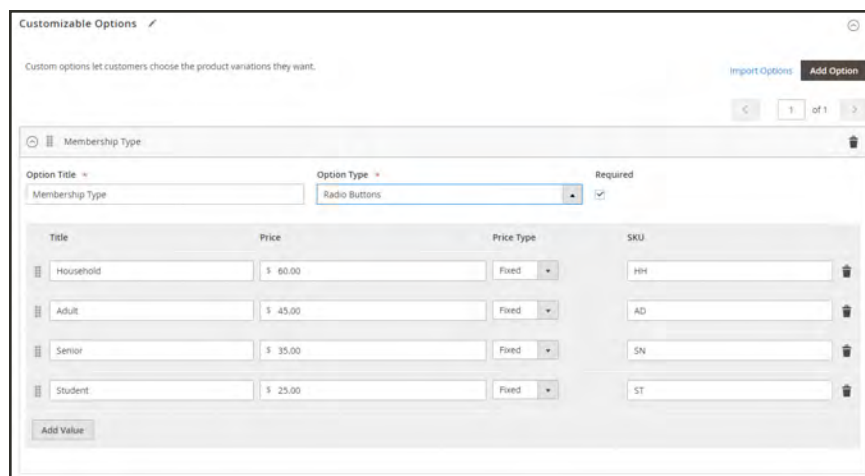 Customizable Options
Custom options let customers choose the product variations they want.
Import Options Add Option
1 of 1
Membership Type
Option Title * Option Type * Required
Membership Type Radio Buttons
Title Price Price Type SKU
Household $ 60.00 Fixed HH
Adult $ 45.00 Fixed AD
Senior $ 35.00 Fixed SN
Student $ 25.00 Fixed ST
Add Value